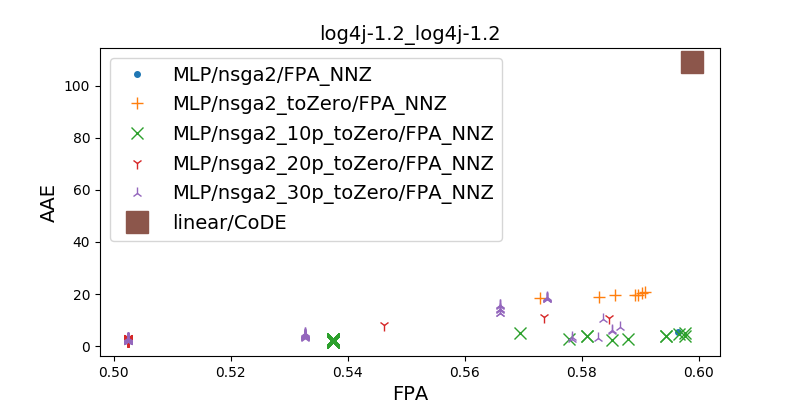 log4j-1.2_log4j-1.2
MLP/nsga2/FPA_NNZ
MLP/nsga2_toZero/FPA_NNZ
MLP/nsga2_10p_toZero/FPA_NNZ
MLP/nsga2_20p_toZero/FPA_NNZ
MLP/nsga2_30p_toZero/FPA_NNZ
linear/CoDE
AAE
100
80
60
40
20
0
0.50 0.52 0.54 0.56 0.58 0.60
FPA